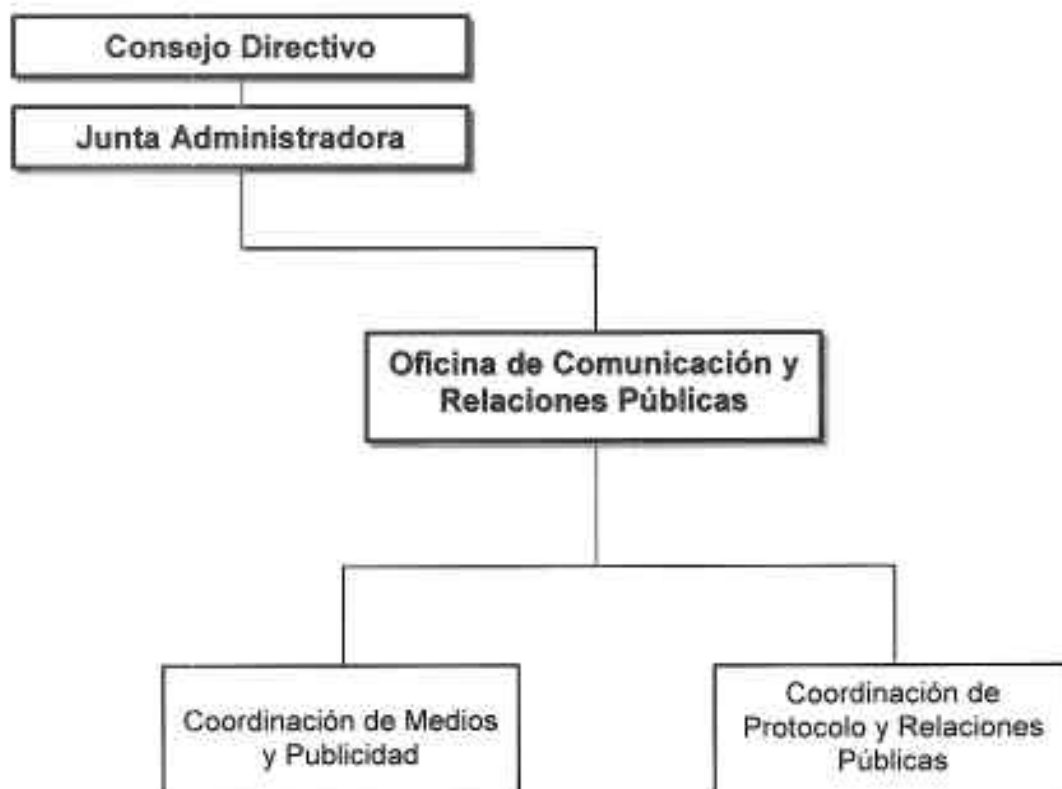 Consejo Directivo
Junta Administradora
Oficina de Comunicación y
Relaciones Públicas
Coordinación de Medios
y Publicidad
Coordinación de
Protocolo y Relaciones
Públicas